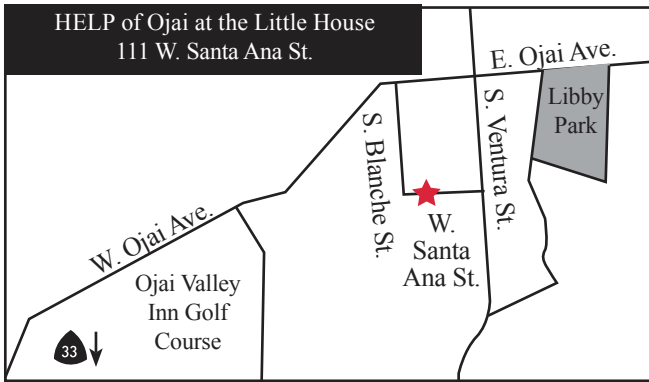 HELP of Ojai at the Little House
111 W. Santa Ana St.
E. Ojai Ave.
Libby
Park
S. Ventura St.
S. Blanche St.
W.
Santa
Ana St.
W. Ojai Ave.
Ojai Valley
Inn Golf
Course
33